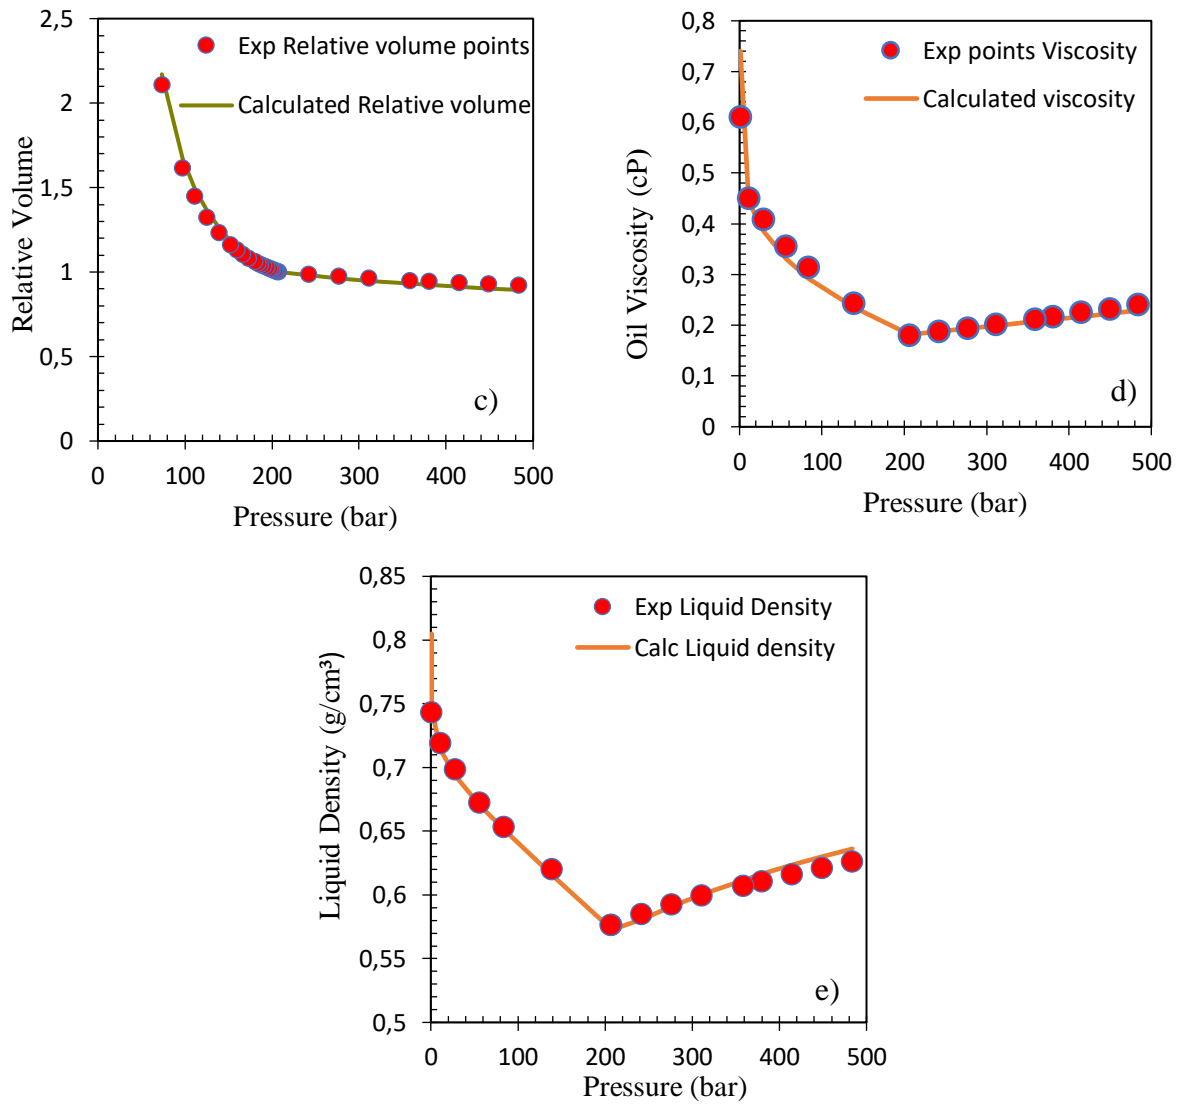 2,5
2
1,5
1
0,5
0
Relative Volume
Exp Relative volume points
Calculated Relative volume
c)
0 100 200 300 400 500
Pressure (bar)
0,8
0,7
0,6
0,5
0,4
0,3
0,2
0,1
0
Oil Viscosity (cP)
Exp points Viscosity
Calculated viscosity
d)
0 100 200 300 400 500
Pressure (bar)
0,85
0,8
0,75
0,7
0,65
0,6
0,55
0,5
Liquid Density (g/cm³)
Exp Liquid Density
Calc Liquid density
e)
0 100 200 300 400 500
Pressure (bar)